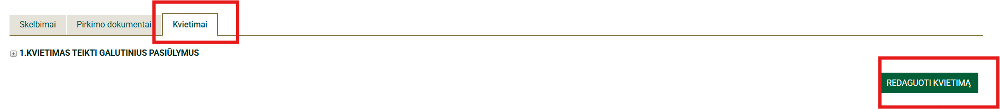 Skelbimai Pirkimo dokumentai Kvietimai
1.KVIETIMAS TEIKTI GALUTINIUS PASIŪLYMUS
REDAGUOTI KVIETIMĄ